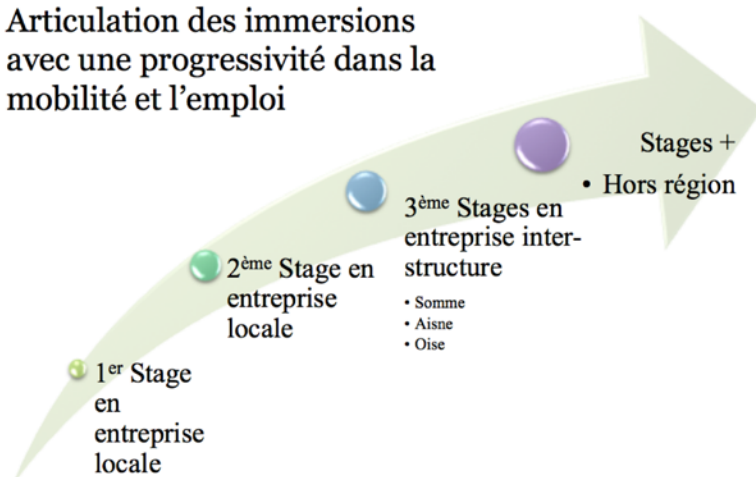 Articulation des immersions
avec une progressivité dans la
mobilité et l’emploi
1er Stage
en
entreprise
locale
2ème Stage en
entreprise
locale
3ème Stages en
entreprise inter-
structure
• Somme
• Aisne
• Oise
Stages +
• Hors région